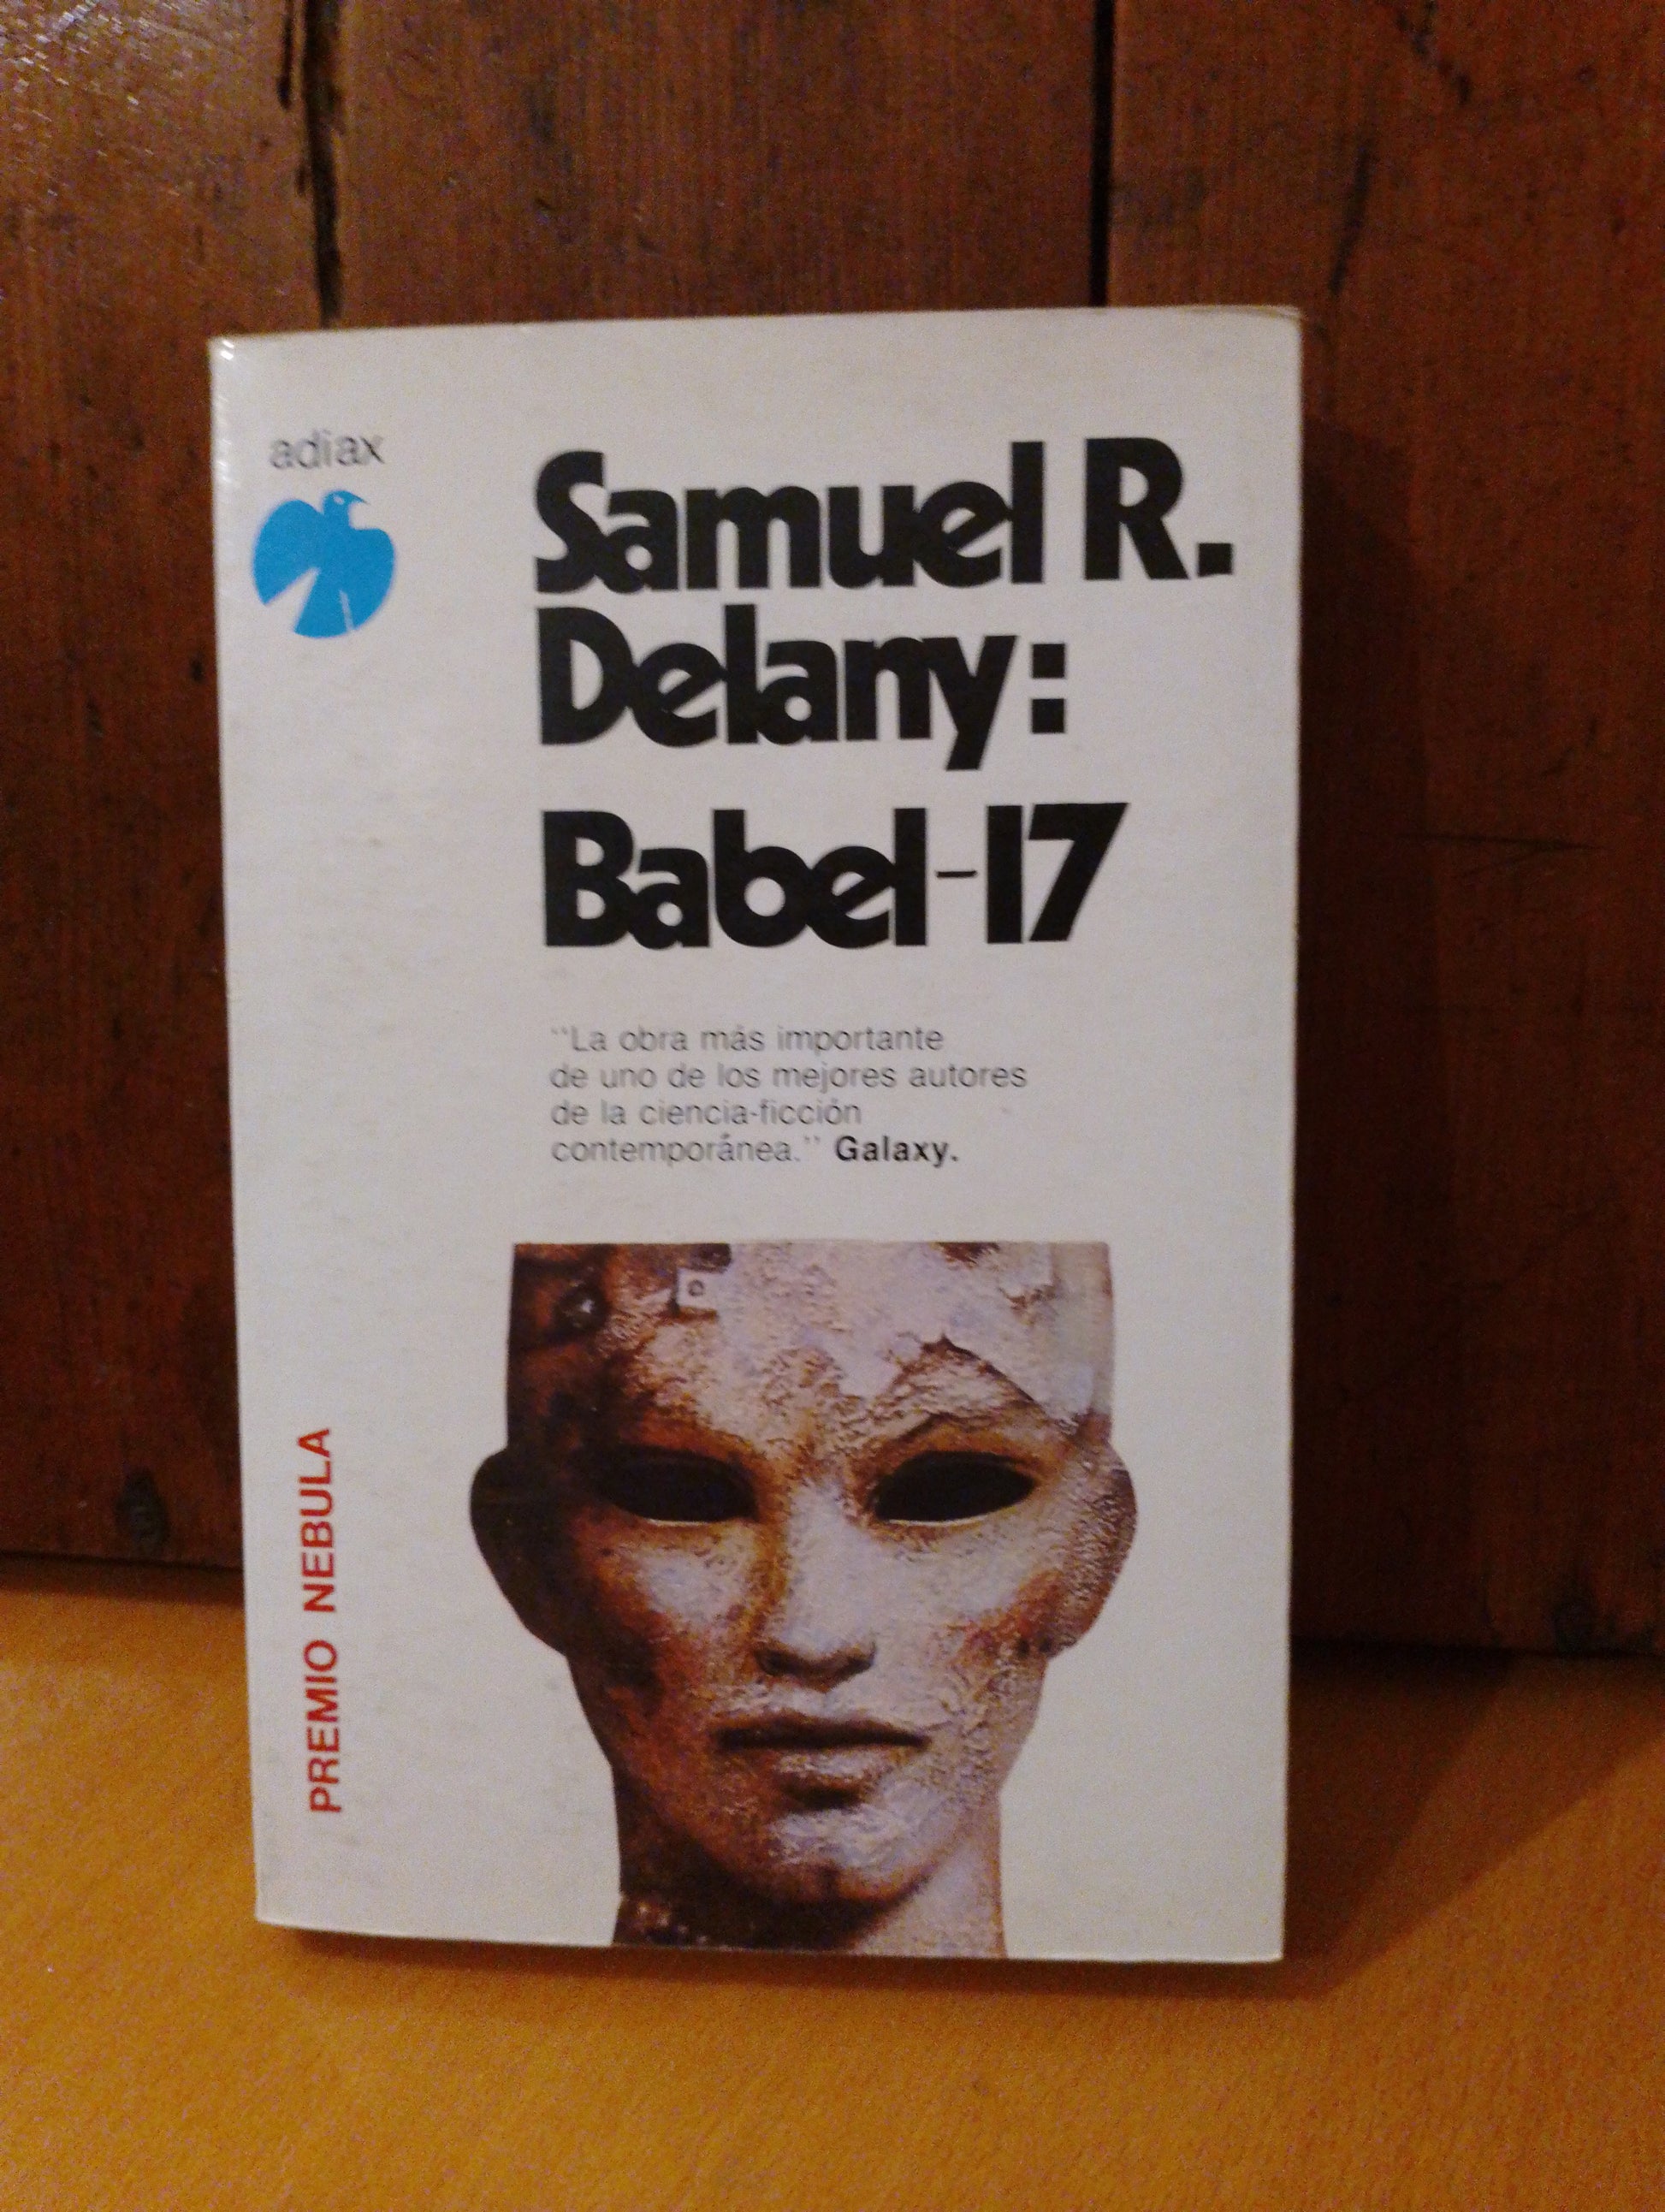 adiax
Samuel R.
Delany:
Babel-17
"La obra más importante
de uno de los mejores autores
de la ciencia-ficción
contemporánea." Galaxy.
PREMIO NEBULA